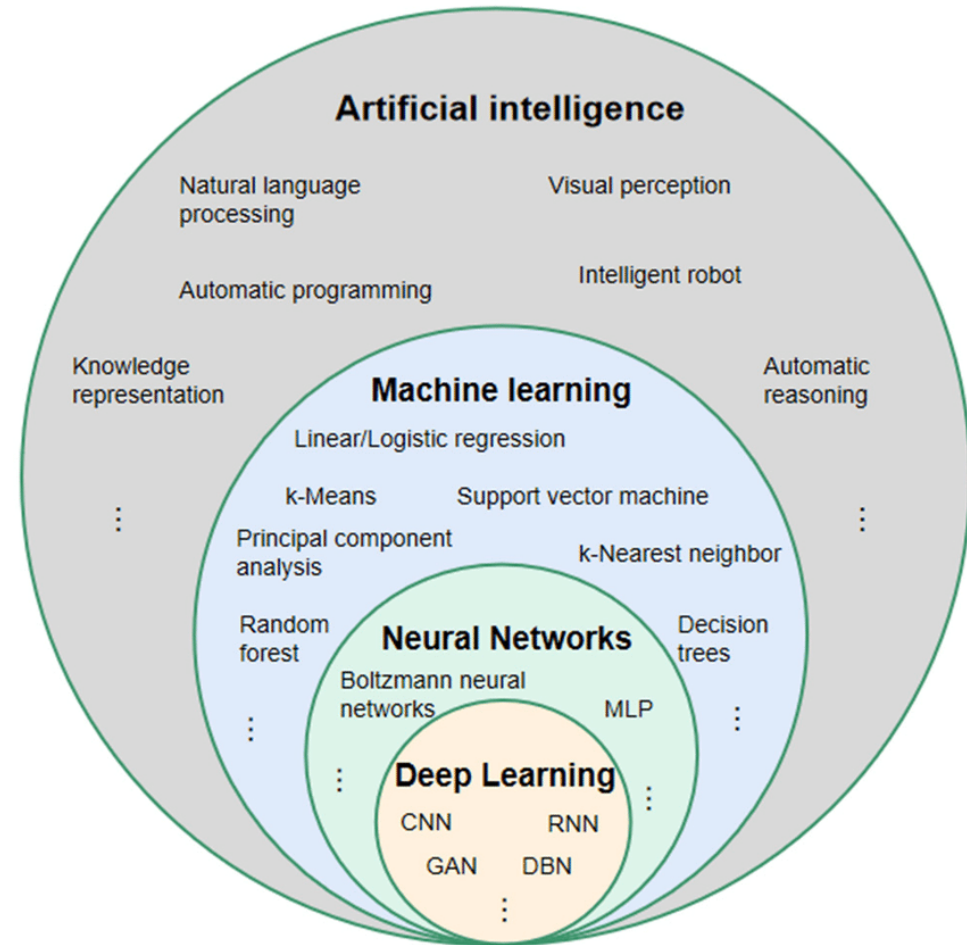 Artificial intelligence
Natural language
processing
Visual perception
Automatic programming
Intelligent robot
Knowledge
representation
Automatic
reasoning
⋮
⋮
Machine learning
Linear/Logistic regression
k-Means
Support vector machine
Principal component
analysis
k-Nearest neighbor
Random
forest
Decision
trees
⋮
⋮
Neural Networks
Boltzmann neural
networks
MLP
⋮
⋮
Deep Learning
CNN
RNN
GAN
DBN
⋮